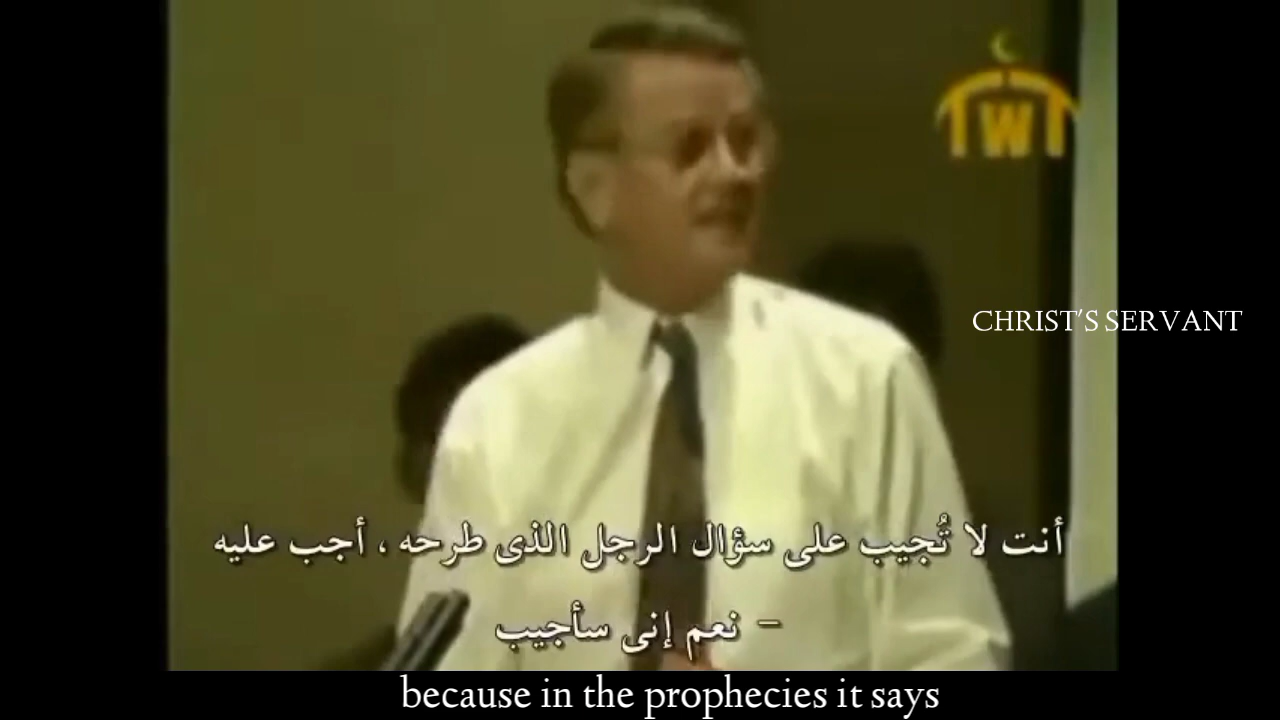 W
CHRIST'S SERVANT
أنت لا تُجيب على سؤال الرجل الذى طرحه ، أجب عليه
– نعم إنى سأجيب
because in the prophecies it says